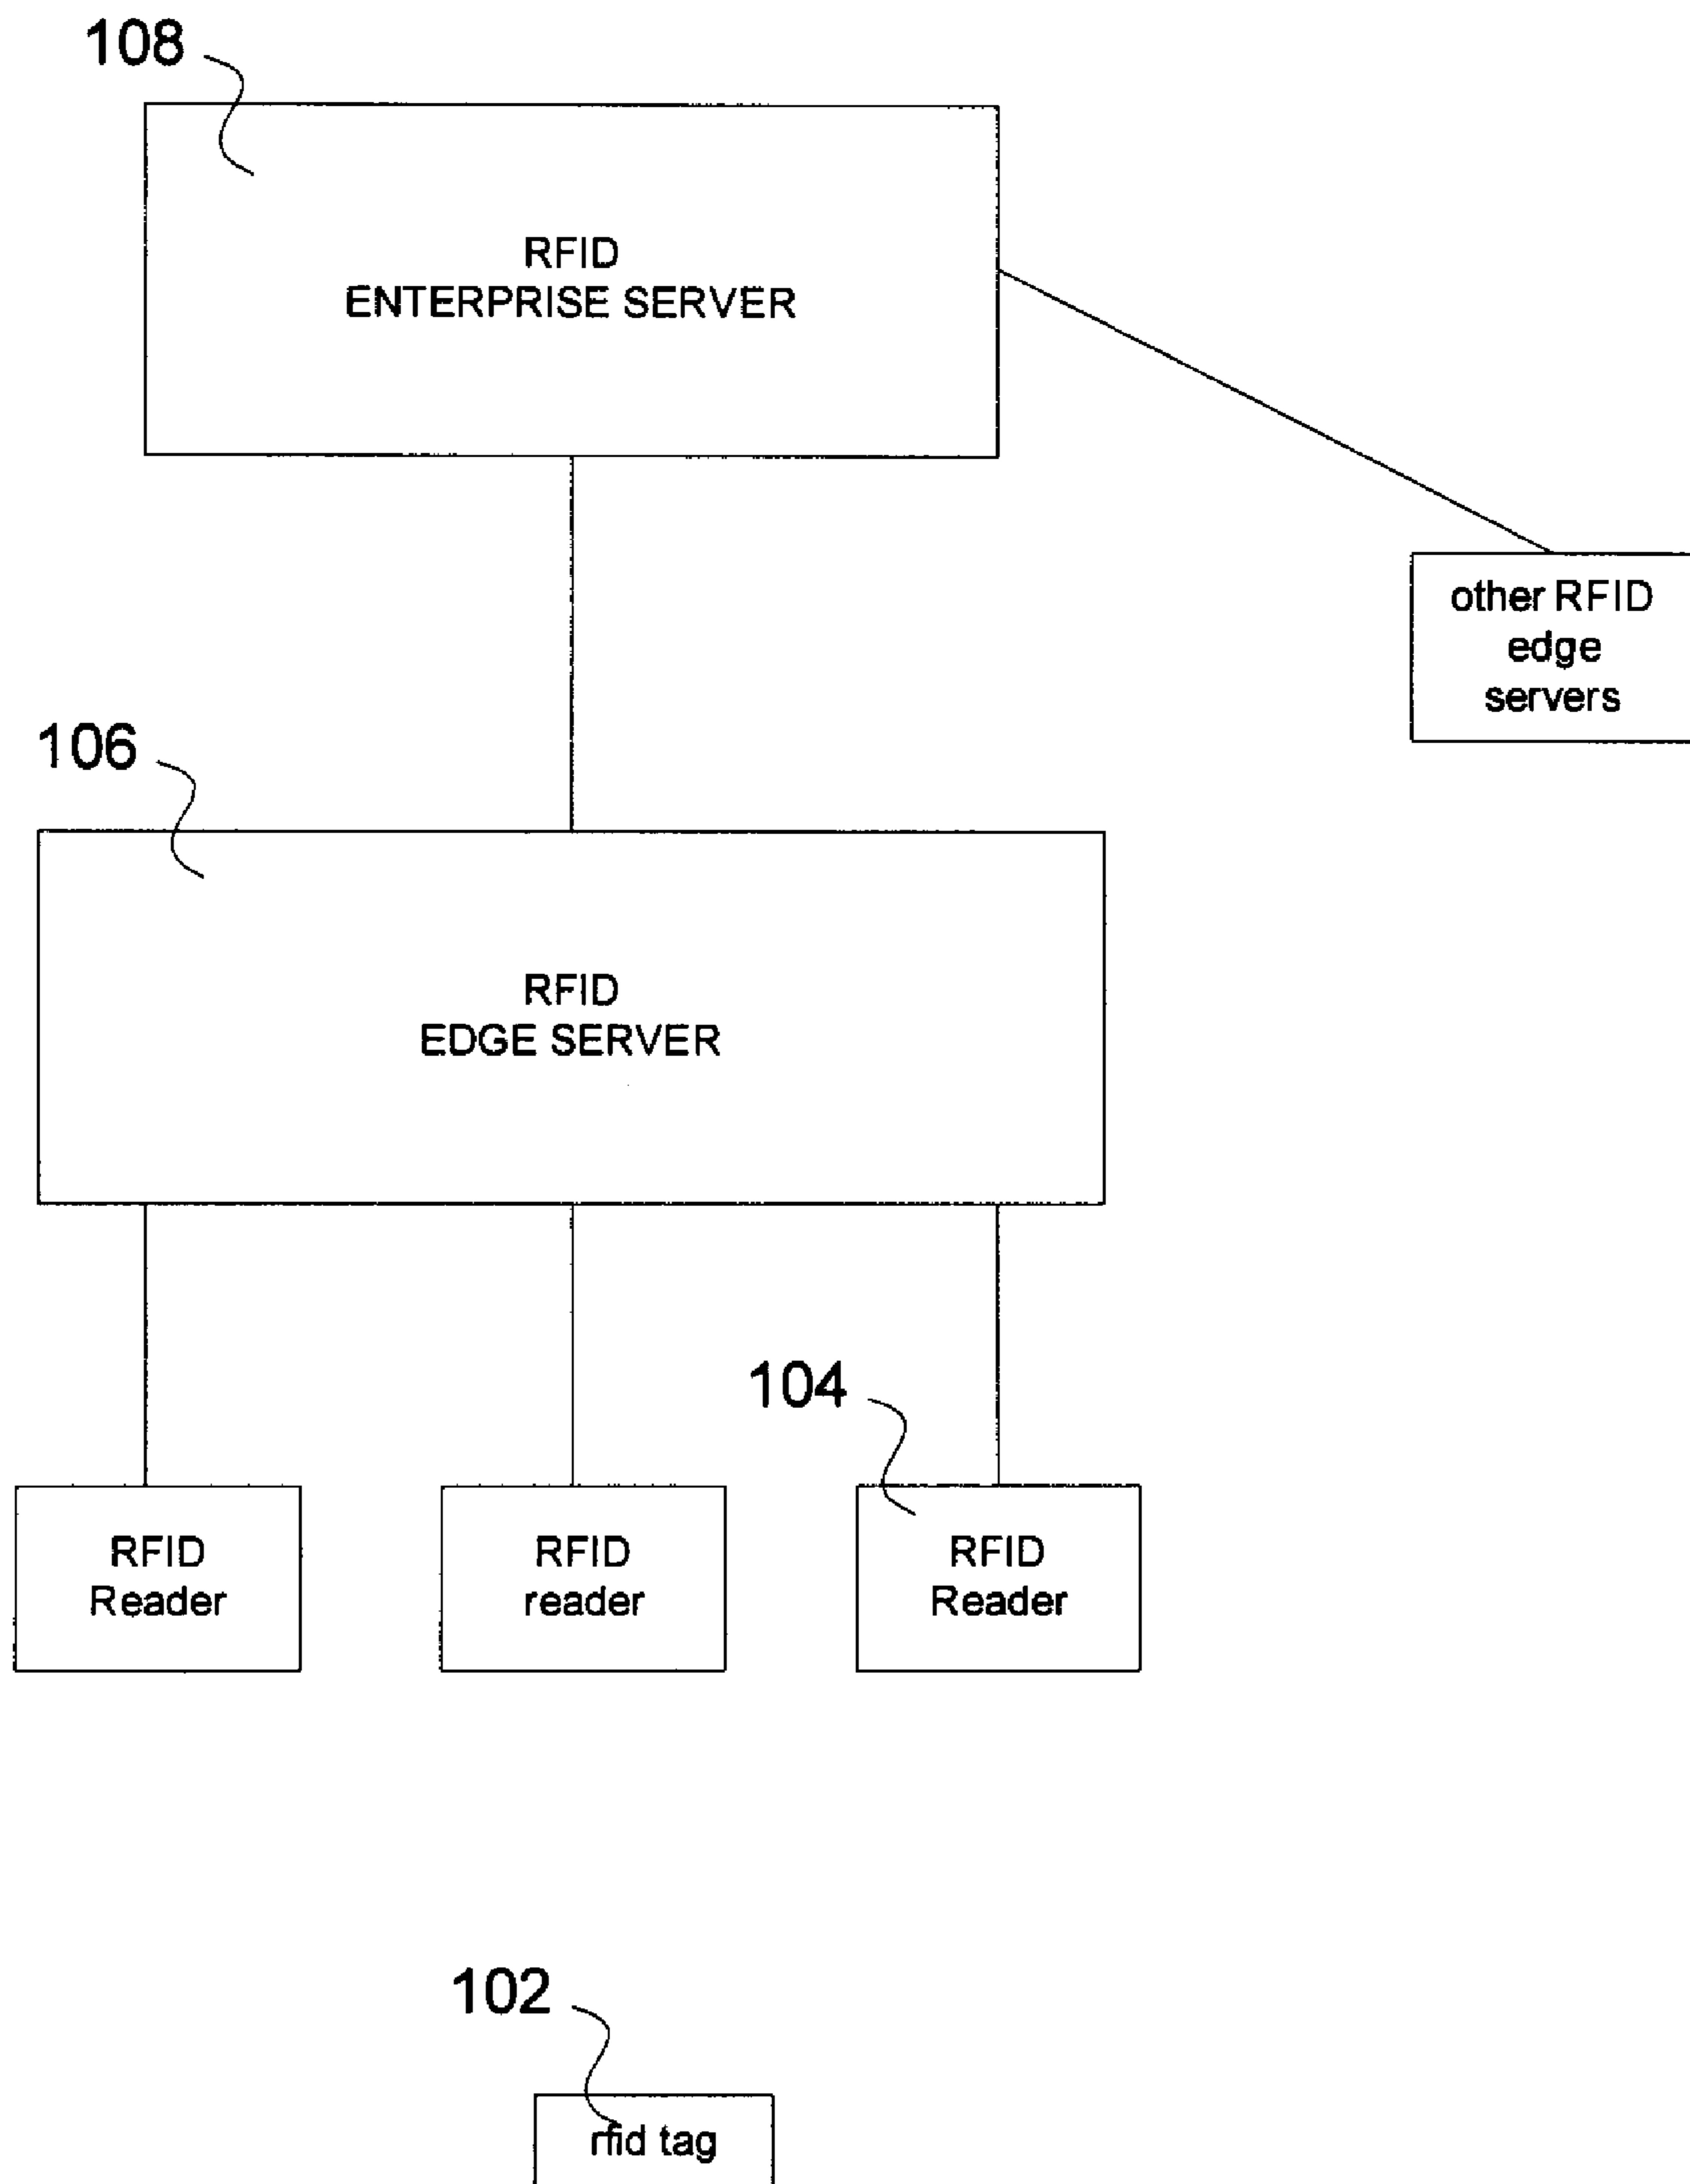 108
RFID
ENTERPRISE SERVER
other RFID
edge
servers
106
RFID
EDGE SERVER
104
RFID
Reader
RFID
reader
RFID
Reader
102
rfid tag